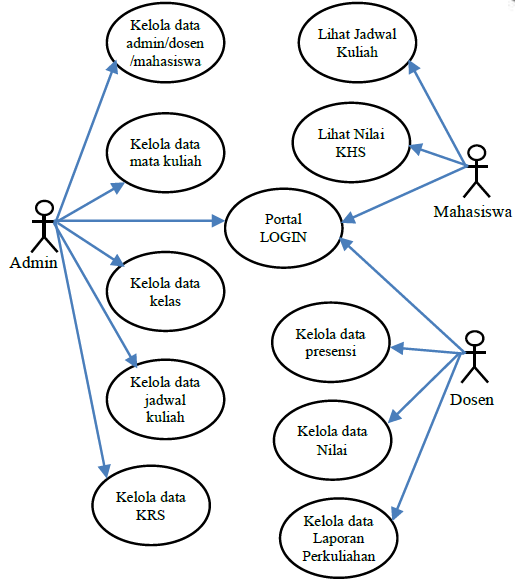 Kelola data
admin/dosen
/mahasiswa
Lihat Jadwal
Kuliah
Kelola data
mata kuliah
Lihat Nilai
KHS
Mahasiswa
Portal
LOGIN
Admin
Kelola data
kelas
Kelola data
presensi
Kelola data
jadwal
kuliah
Dosen
Kelola data
Nilai
Kelola data
KRS
Kelola data
Laporan
Perkuliahan